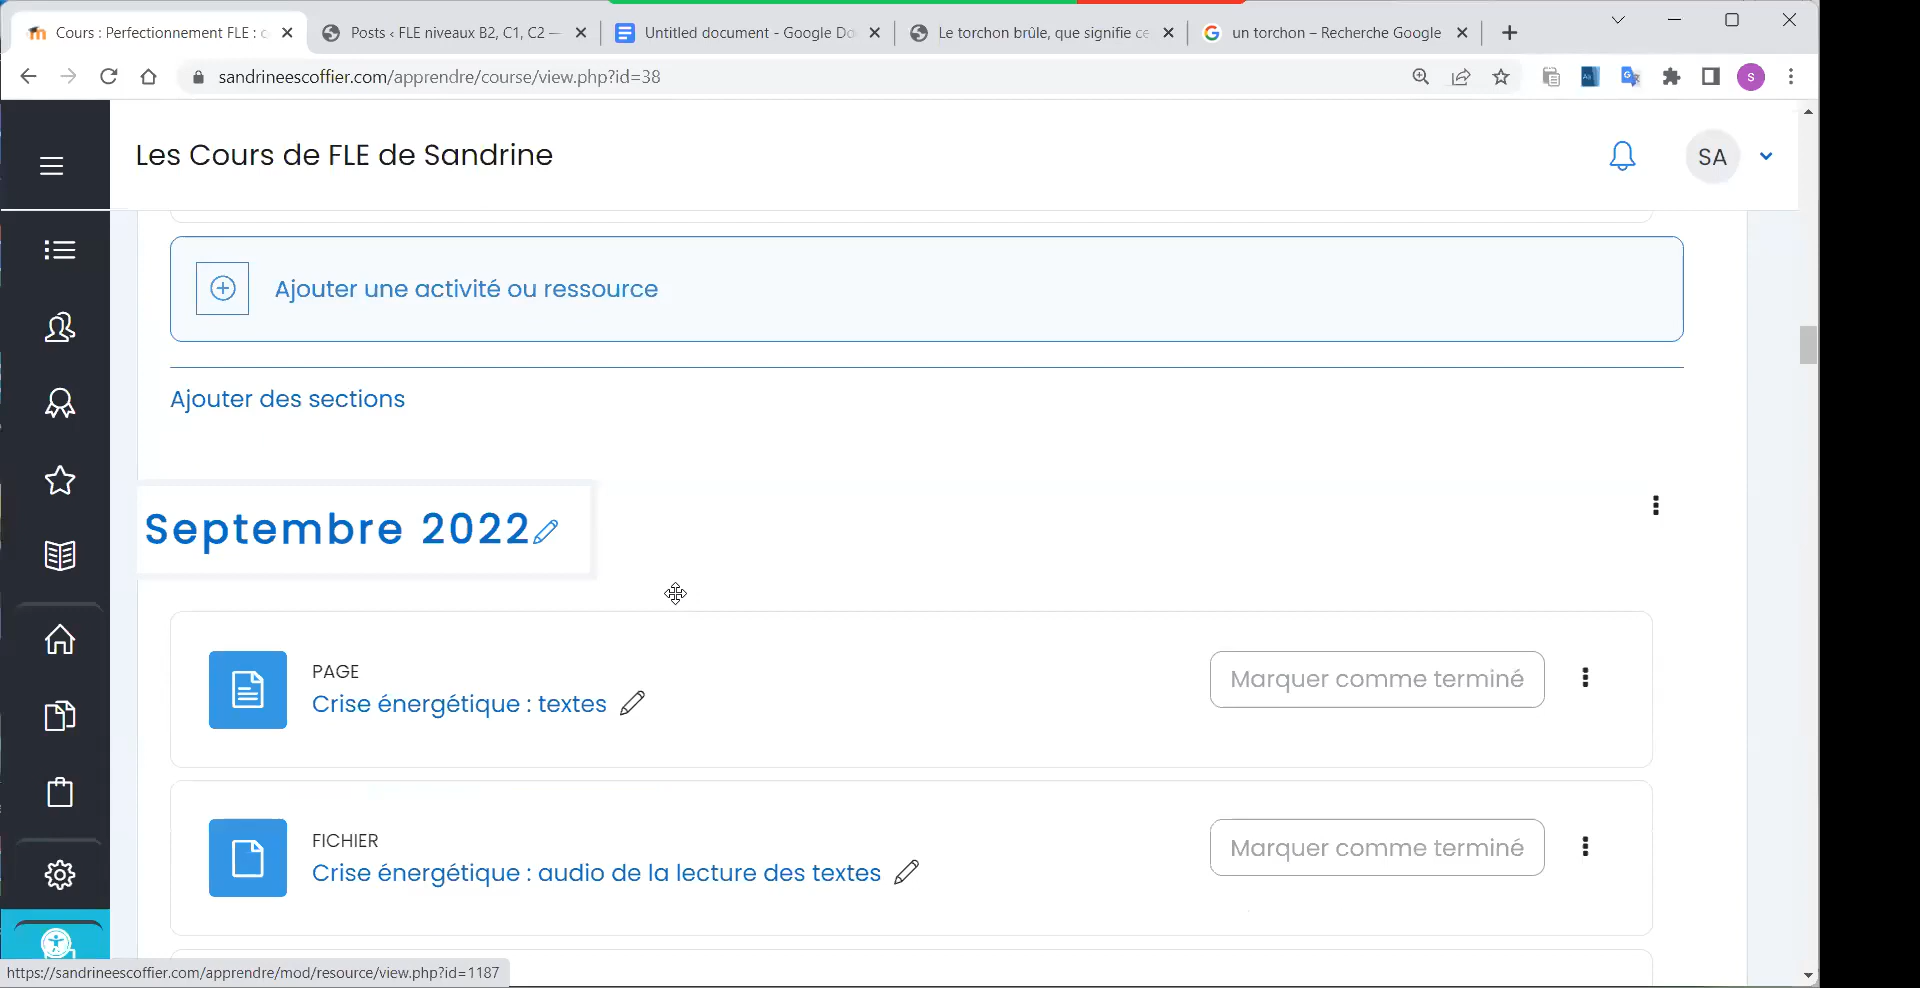 Cours : Perfectionnement FLE :
Posts ‹ FLE niveaux B2, C1, C2 —
Untitled document - Google Do
Le torchon brûle, que signifie ce
un torchon – Recherche Google
sandrineescoffier.com/apprendre/course/view.php?id=38
S
Les Cours de FLE de Sandrine
SA
Ajouter une activité ou ressource
Ajouter des sections
Septembre 2022
PAGE
Crise énergétique : textes
Marquer comme terminé
FICHIER
Crise énergétique : audio de la lecture des textes
Marquer comme terminé
https://sandrineescoffier.com/apprendre/mod/resource/view.php?id=1187